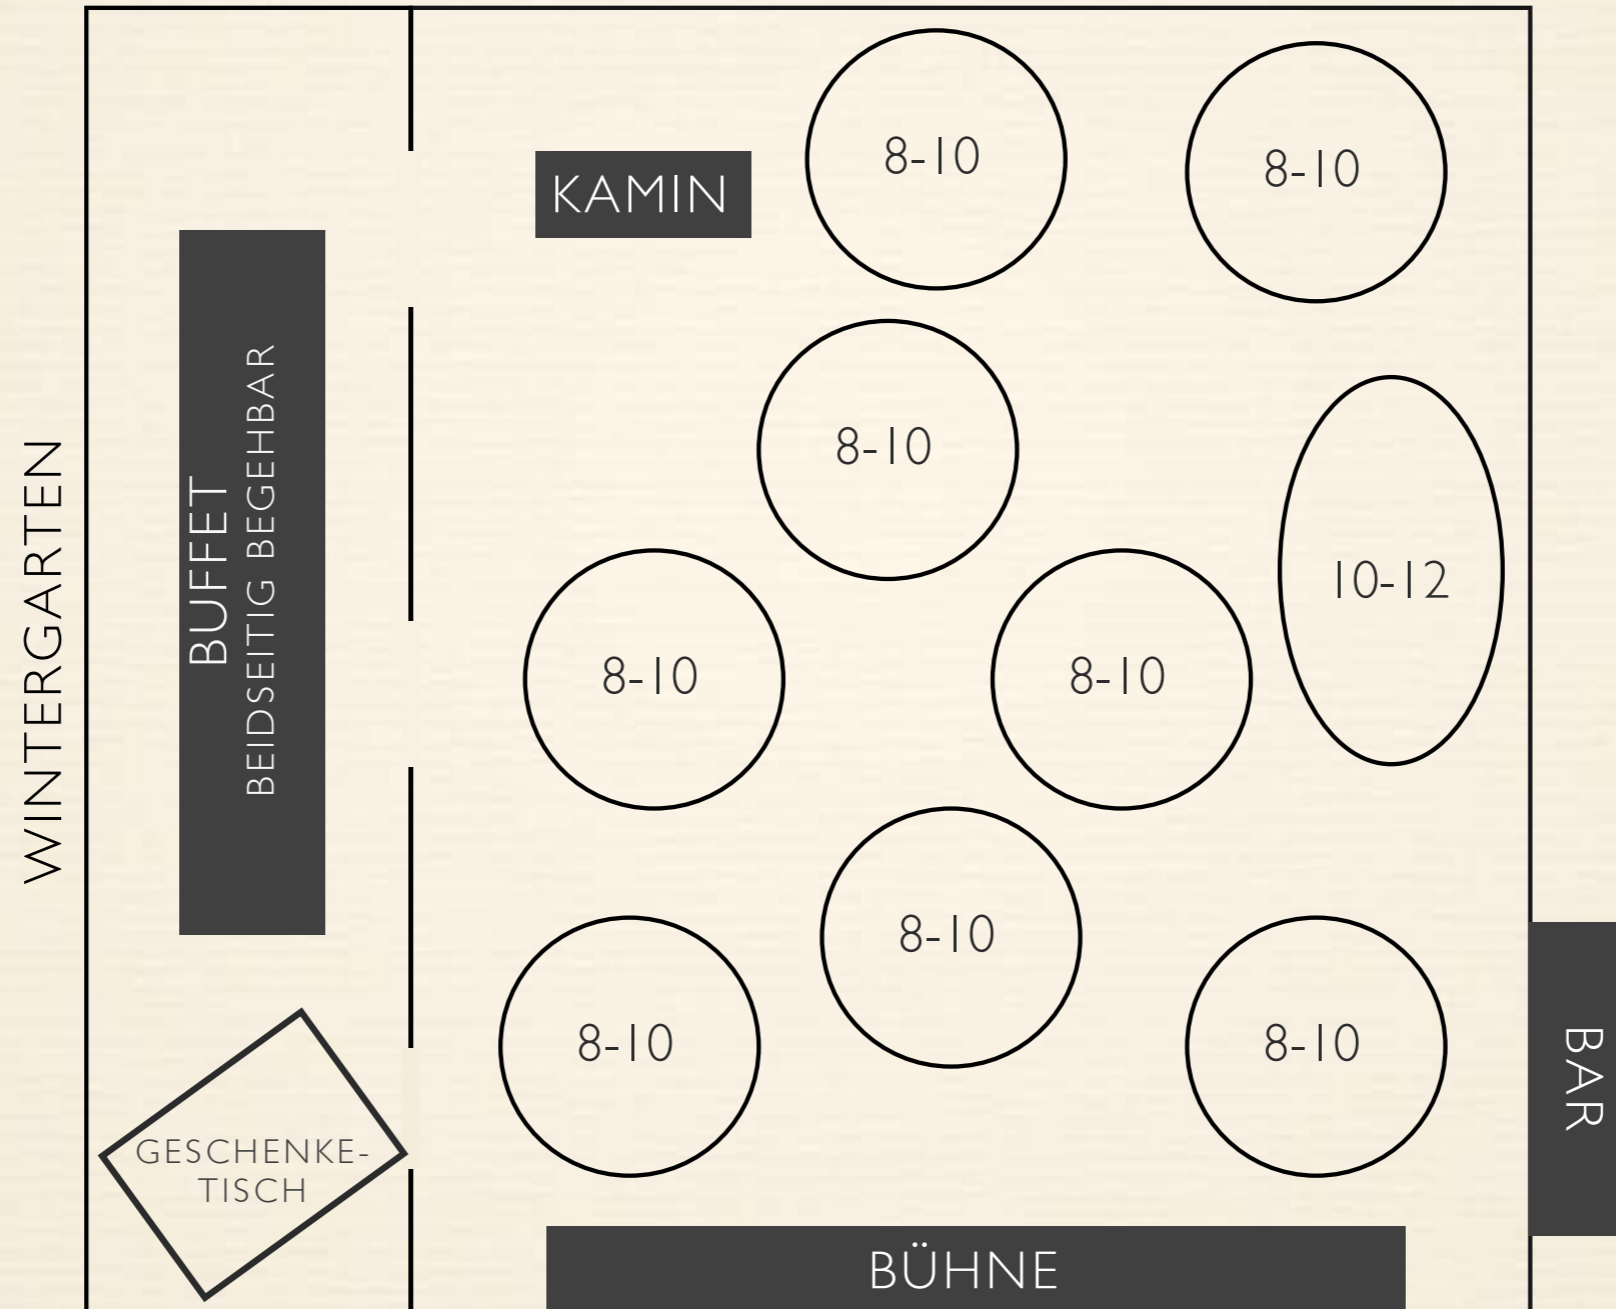 8-10
8-10
KAMIN
8-10
WINTERGARTEN
BUFFET
BEIDSEITIG BEGEHBAR
10-12
8-10
8-10
8-10
8-10
8-10
BAR
GESCHENKE-
TISCH
BÜHNE